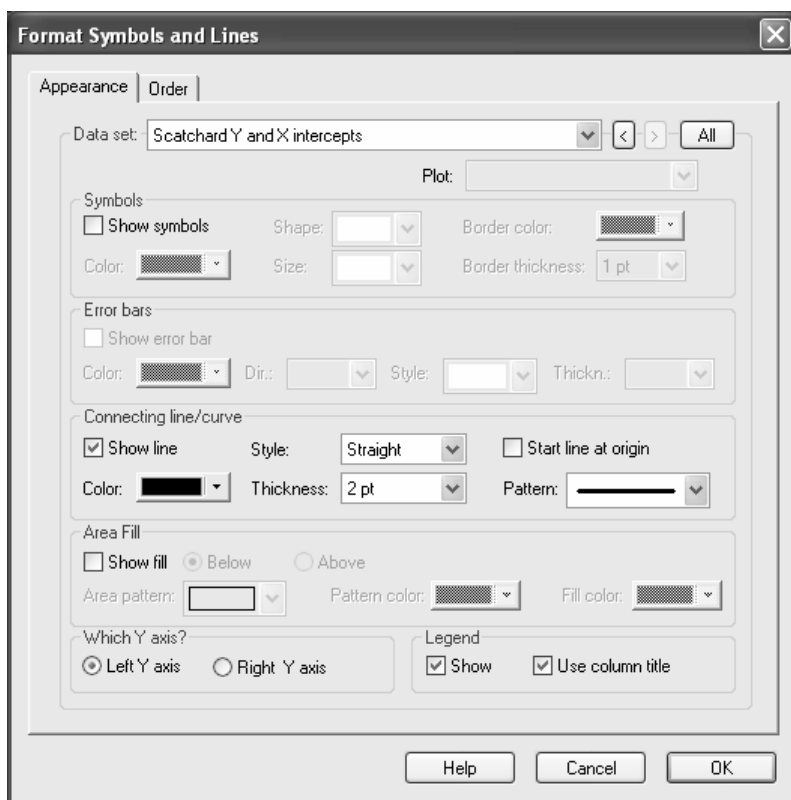 Format Symbols and Lines
Appearance Order
Data set: Scatchard Y and X intercepts < > All
Plot:
Symbols
Show symbols Shape: Border color:
Color: Size: Border thickness: 1 pt
Error bars
Show error bar
Color: Dir.: Style: Thickn.:
Connecting line/curve
Show line Style: Straight Start line at origin
Color: Thickness: 2 pt Pattern:
Area Fill
Show fill Below Above
Area pattern: Pattern color: Fill color:
Which Y axis? Legend
Left Y axis Right Y axis Show Use column title
Help Cancel OK